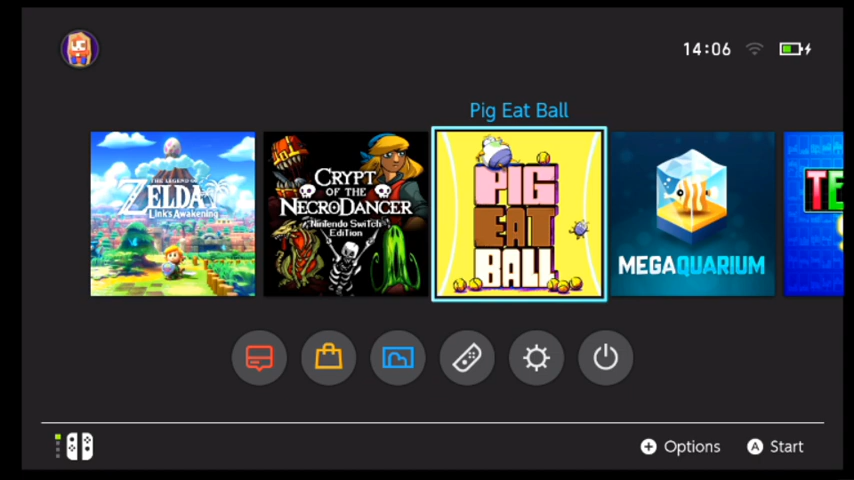 14:06
Pig Eat Ball
THE LEGEND OF
ZELDA
Link's Awakening
CRYPT
OF THE
NECRODANCER
Nintendo Switch
Edition
PIG
EAT
BALL
MEGAQUARIUM
TE
+ Options
A Start